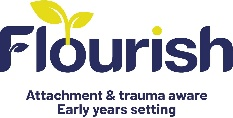 Flourish
Attachment & trauma aware
Early years setting